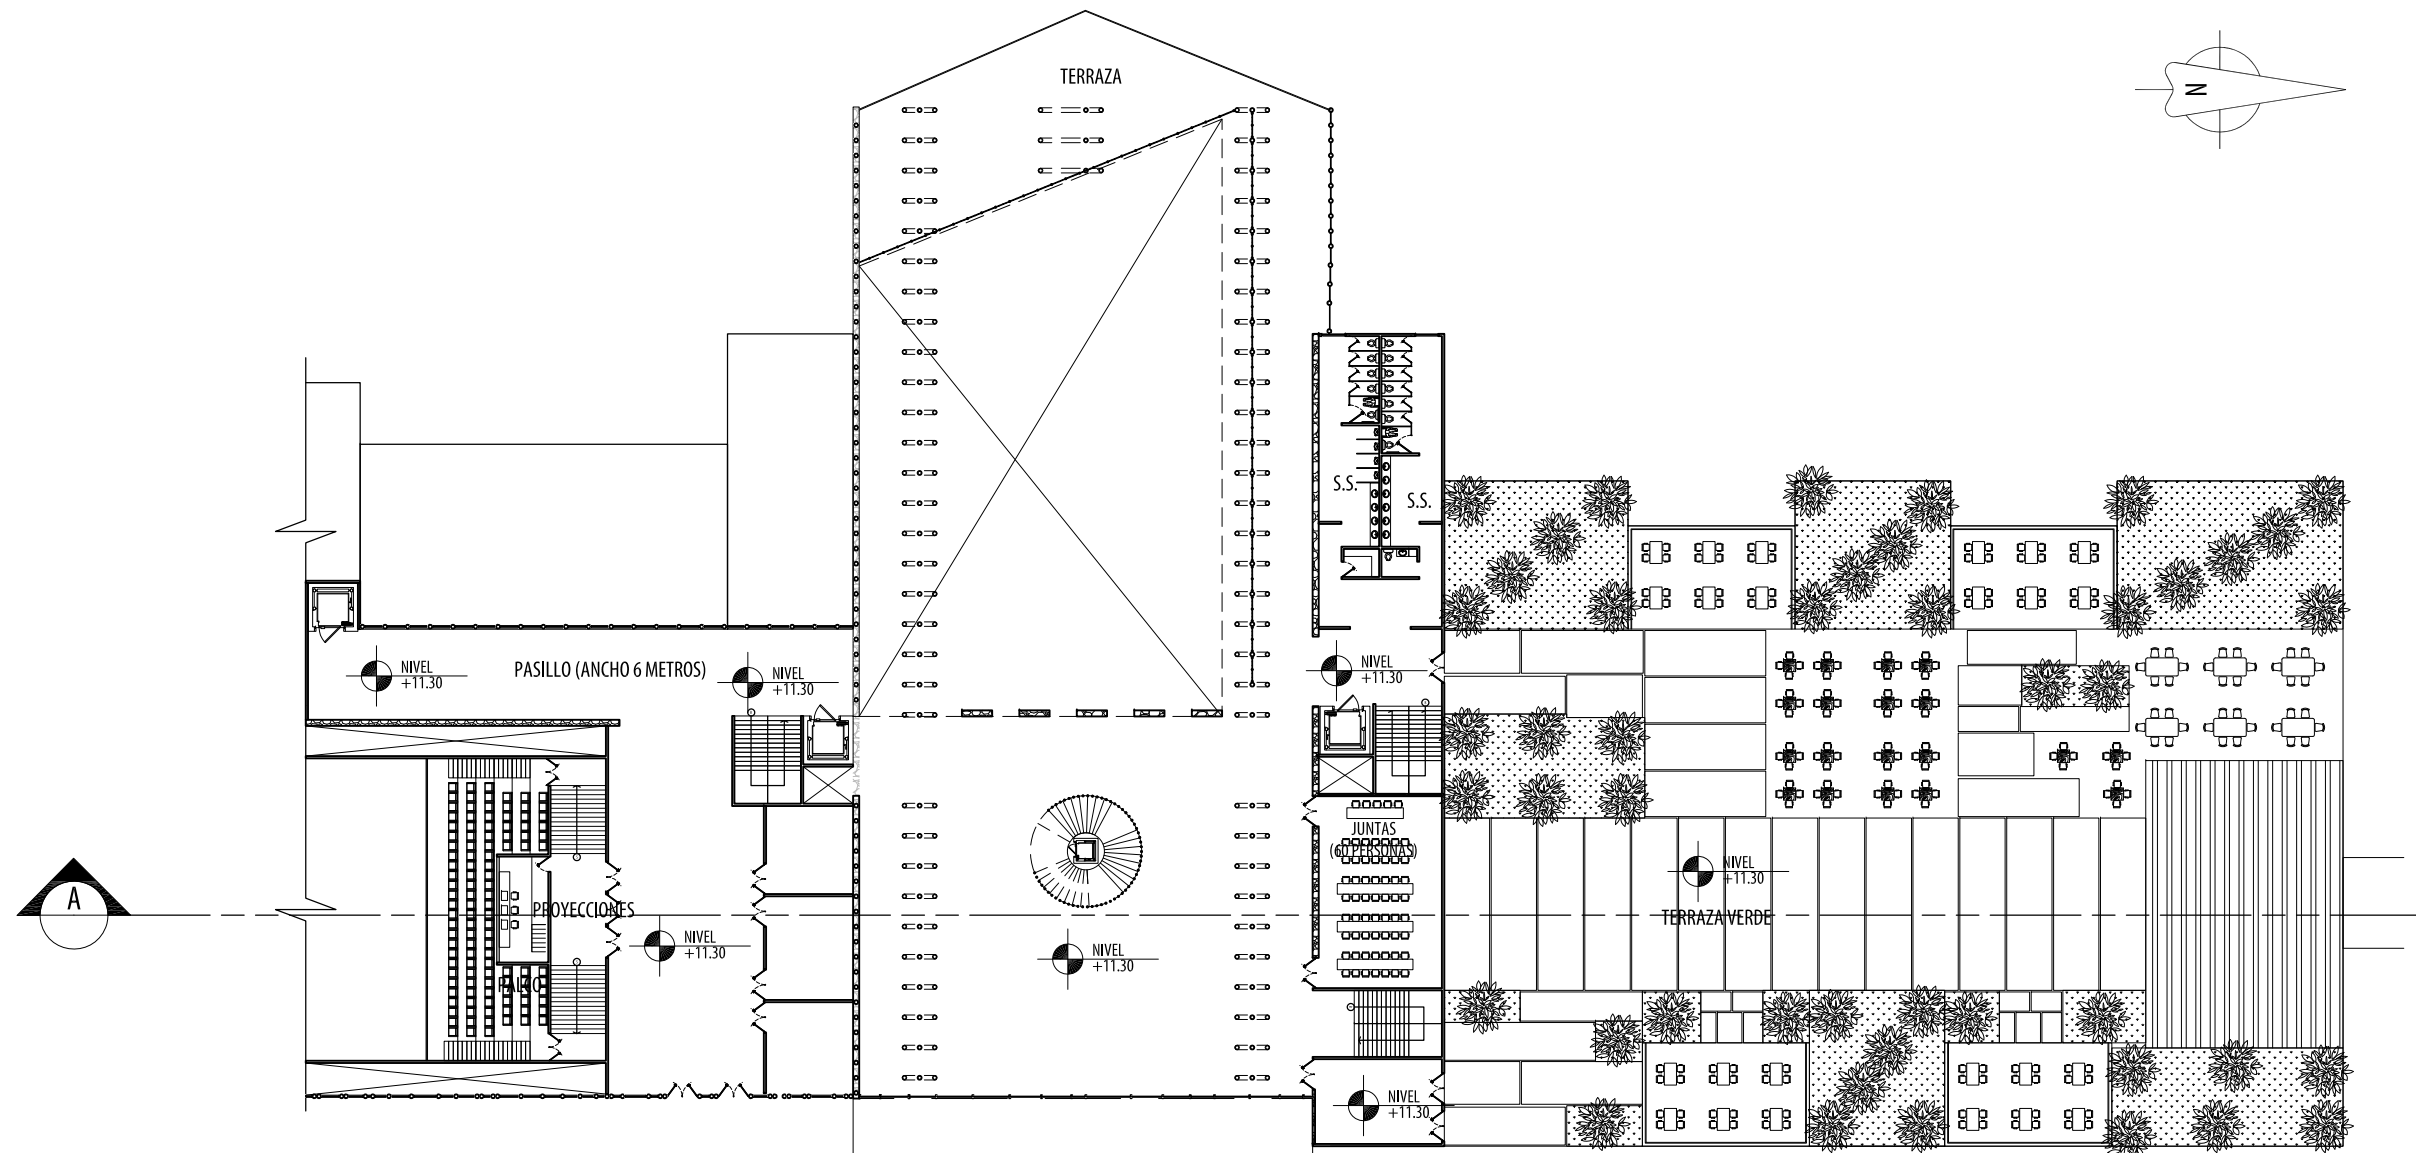 TERRAZA
N
S.S.
S.S.
NIVEL
+11.30
PASILLO (ANCHO 6 METROS)
NIVEL
+11.30
NIVEL
+11.30
JUNTAS
(60 PERSONAS)
NIVEL
+11.30
A
PROYECCIONES
TERRAZA VERDE
NIVEL
+11.30
NIVEL
+11.30
PALCO
NIVEL
+11.30